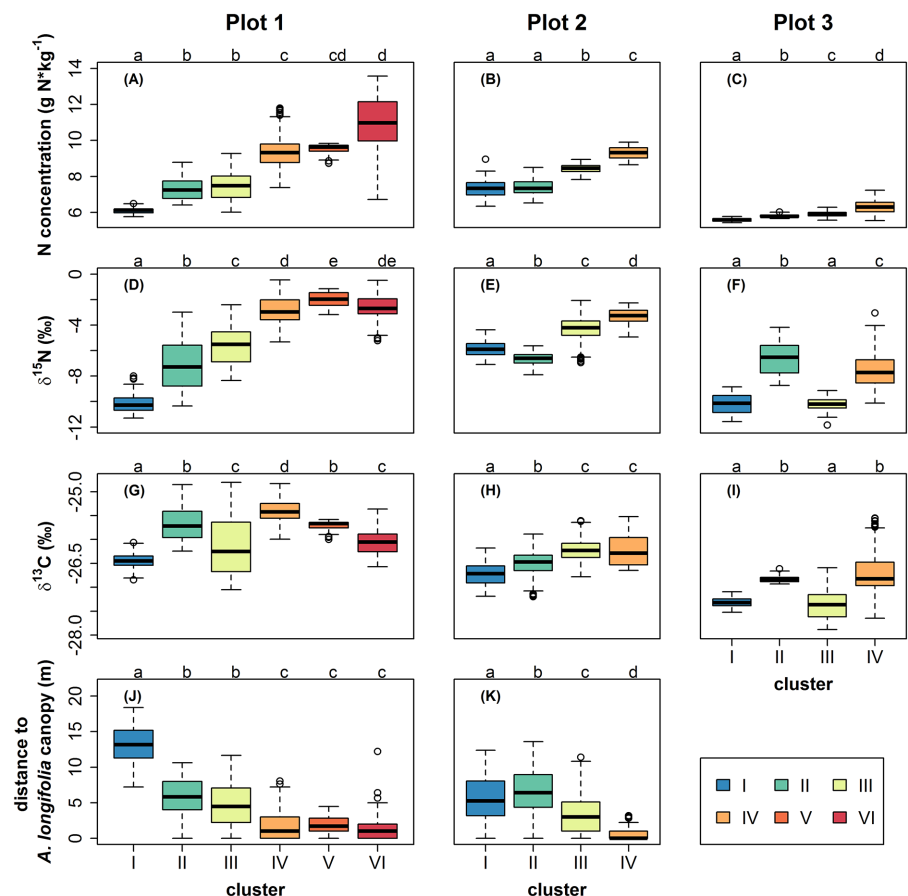 Plot 1 Plot 2 Plot 3
a b b c cd d
a a b c
a b c d
N concentration (g N*kg-1)
14
12
10
8
6
(A) (B) (C)
a b c d e de
a b c d
a b a c
δ15N (‰)
0
-4
-8
-12
(D) (E) (F)
a b c d b c
a b c c
a b a b
δ13C (‰)
-25.0
-26.5
-28.0
(G) (H) (I)
I II III IV
cluster
a b b c c c
a b c d
distance to
A. longifolia canopy (m)
20
15
10
5
0
(J) (K)
I II III IV V VI
cluster
I II III IV
cluster
I II III
IV V VI